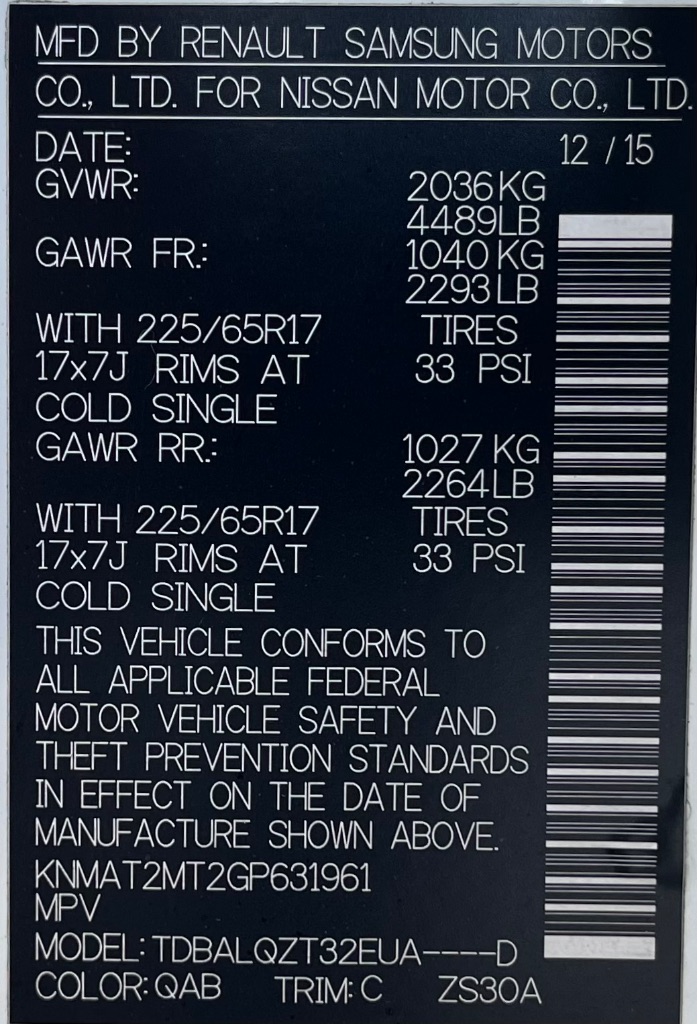 MFD BY RENAULT SAMSUNG MOTORS
CO., LTD. FOR NISSAN MOTOR CO., LTD.
DATE: 12 / 15
GVWR: 2036 KG
4489 LB
GAWR FR.: 1040 KG
2293 LB
WITH 225/65R17 TIRES
17x7J RIMS AT 33 PSI
COLD SINGLE
GAWR RR.: 1027 KG
2264 LB
WITH 225/65R17 TIRES
17x7J RIMS AT 33 PSI
COLD SINGLE
THIS VEHICLE CONFORMS TO
ALL APPLICABLE FEDERAL
MOTOR VEHICLE SAFETY AND
THEFT PREVENTION STANDARDS
IN EFFECT ON THE DATE OF
MANUFACTURE SHOWN ABOVE.
KNMAT2MT2GP631961
MPV
MODEL: TDBALQZT32EUA----D
COLOR: QAB TRIM: C ZS30A